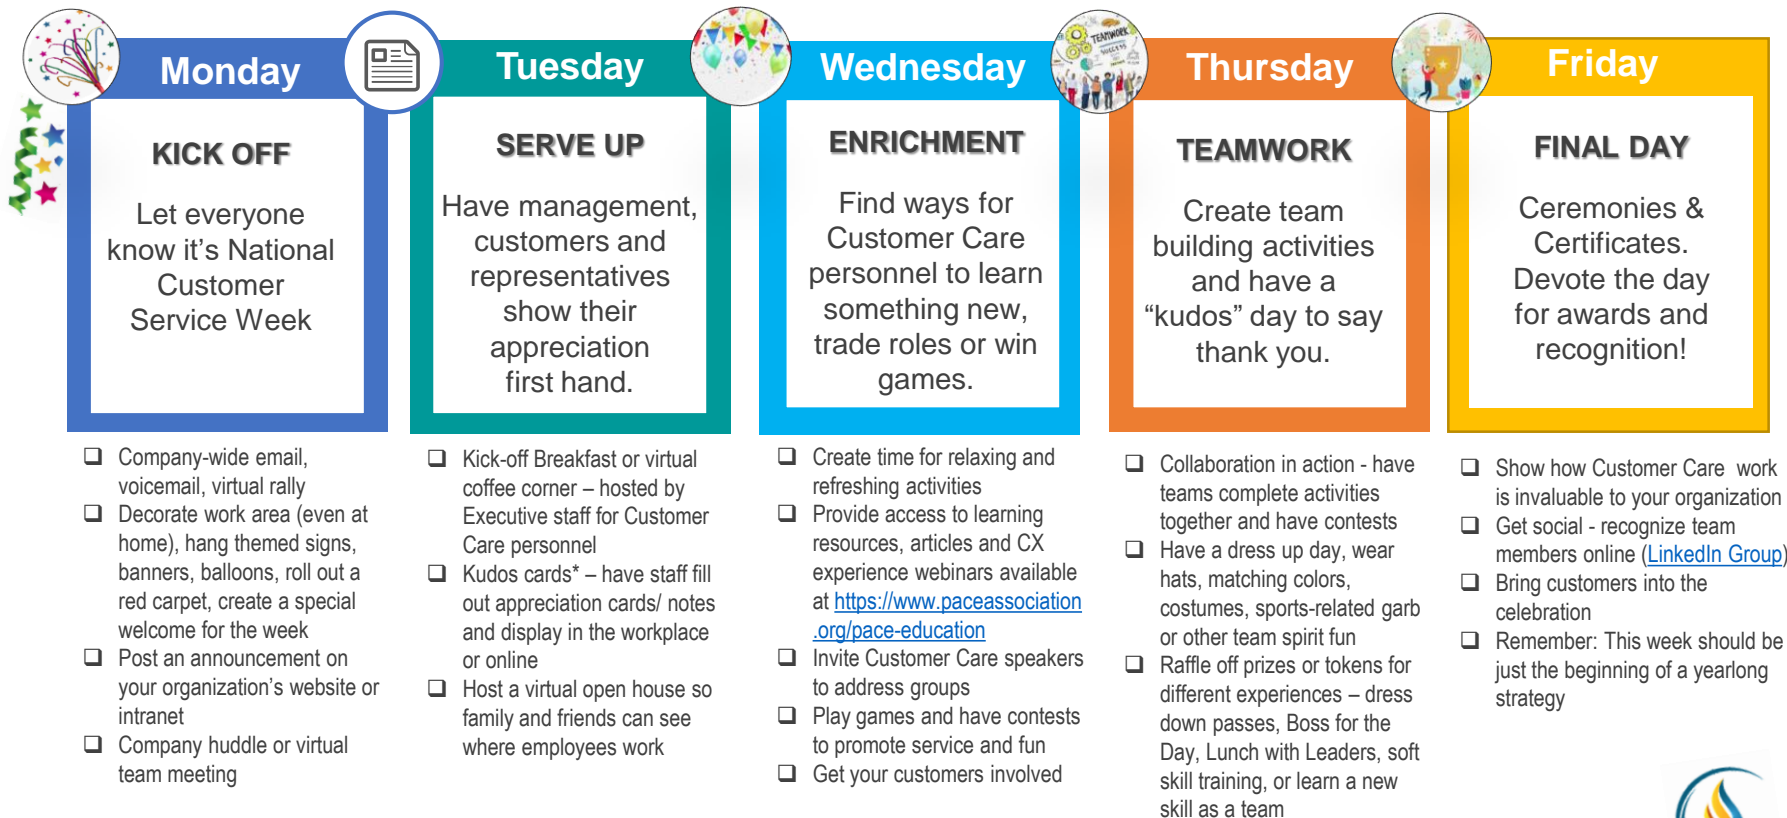 Monday
KICK OFF
Let everyone
know it’s National
Customer
Service Week
❑ Company-wide email,
voicemail, virtual rally
❑ Decorate work area (even at
home), hang themed signs,
banners, balloons, roll out a
red carpet, create a special
welcome for the week
❑ Post an announcement on
your organization’s website or
intranet
❑ Company huddle or virtual
team meeting
Tuesday
SERVE UP
Have management,
customers and
representatives
show their
appreciation
first hand.
❑ Kick-off Breakfast or virtual
coffee corner – hosted by
Executive staff for Customer
Care personnel
❑ Kudos cards* – have staff fill
out appreciation cards/ notes
and display in the workplace
or online
❑ Host a virtual open house so
family and friends can see
where employees work
Wednesday
ENRICHMENT
Find ways for
Customer Care
personnel to learn
something new,
trade roles or win
games.
❑ Create time for relaxing and
refreshing activities
❑ Provide access to learning
resources, articles and CX
experience webinars available
at https://www.paceassociation
.org/pace-education
❑ Invite Customer Care speakers
to address groups
❑ Play games and have contests
to promote service and fun
❑ Get your customers involved
TEAMWORK
SUCCESS
Thursday
TEAMWORK
Create team
building activities
and have a
“kudos” day to say
thank you.
❑ Collaboration in action - have
teams complete activities
together and have contests
❑ Have a dress up day, wear
hats, matching colors,
costumes, sports-related garb
or other team spirit fun
❑ Raffle off prizes or tokens for
different experiences – dress
down passes, Boss for the
Day, Lunch with Leaders, soft
skill training, or learn a new
skill as a team
Friday
FINAL DAY
Ceremonies &
Certificates.
Devote the day
for awards and
recognition!
❑ Show how Customer Care  work
is invaluable to your organization
❑ Get social - recognize team
members online (LinkedIn Group)
❑ Bring customers into the
celebration
❑ Remember: This week should be
just the beginning of a yearlong
strategy